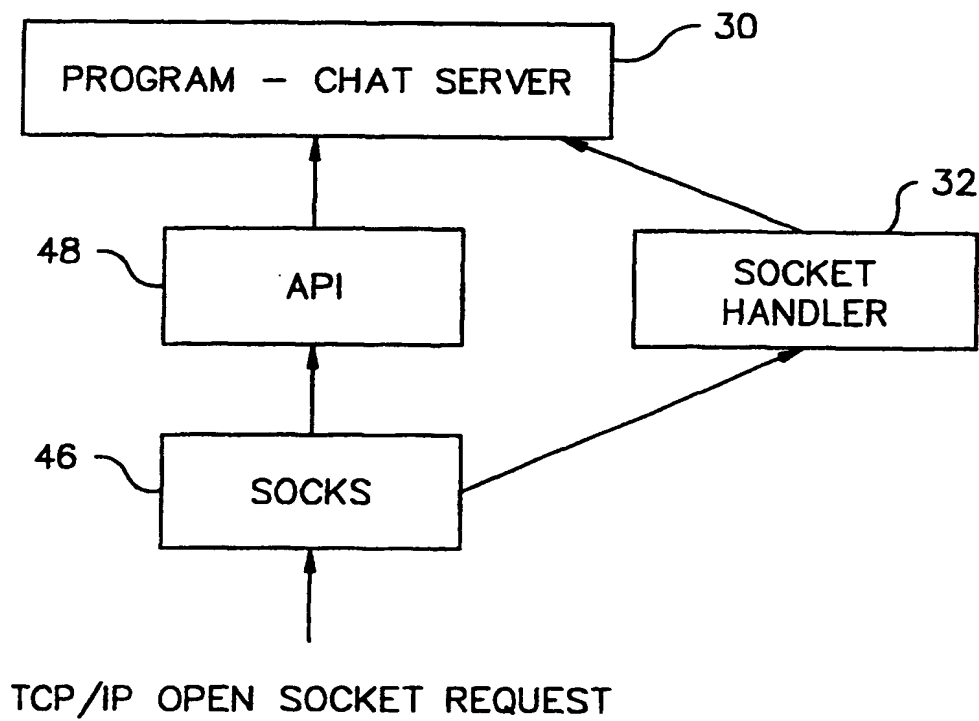 30
PROGRAM – CHAT SERVER
32
48
API
SOCKET
HANDLER
46
SOCKS
TCP/IP OPEN SOCKET REQUEST